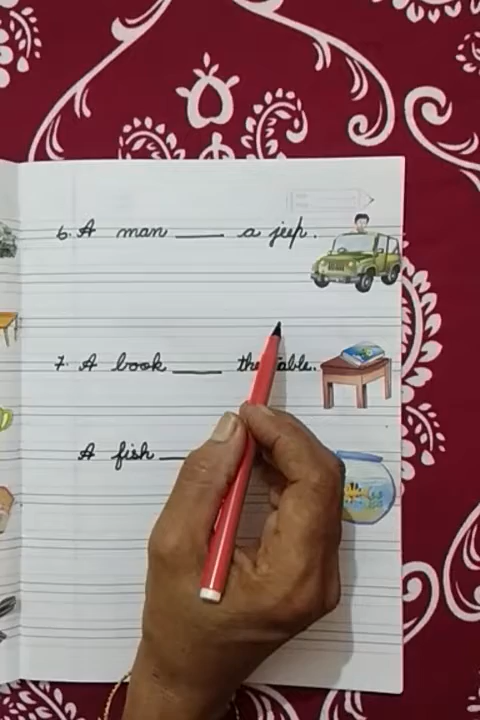 6. A man ____ a jeep.
7. A book ____ the table.
A fish ____